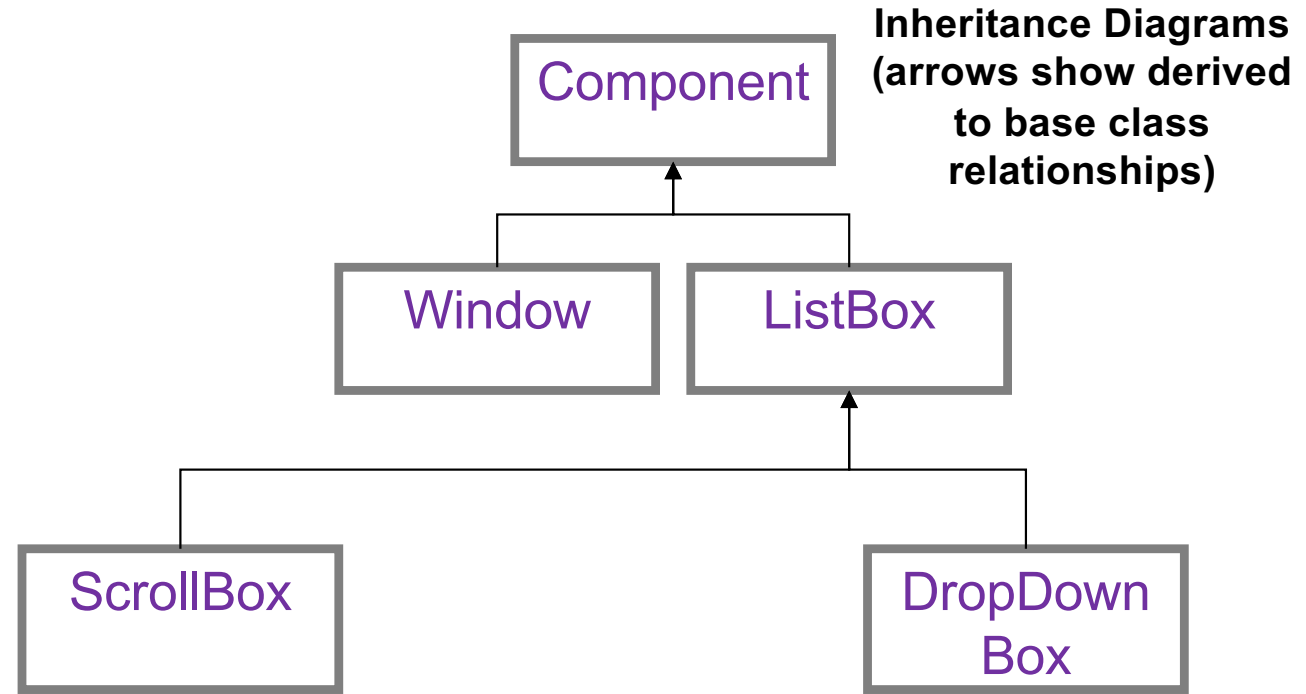 Inheritance Diagrams
(arrows show derived
to base class
relationships)
Component
Window
ListBox
ScrollBox
DropDown
Box